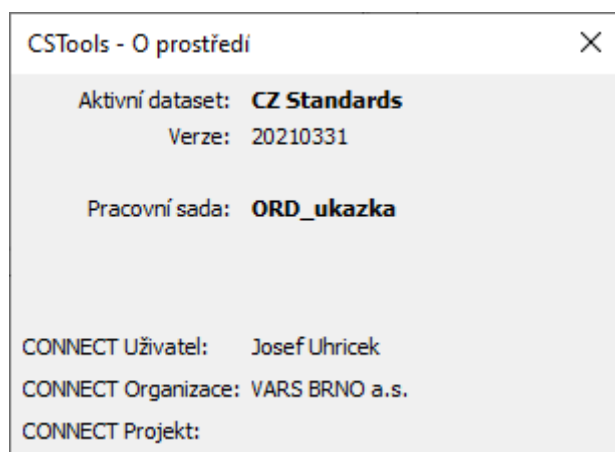 CSTools - O prostředí
Aktivní dataset: CZ Standards
Verze: 20210331
Pracovní sada: ORD_ukazka
CONNECT Uživatel: Josef Uhricek
CONNECT Organizace: VARS BRNO a.s.
CONNECT Projekt: